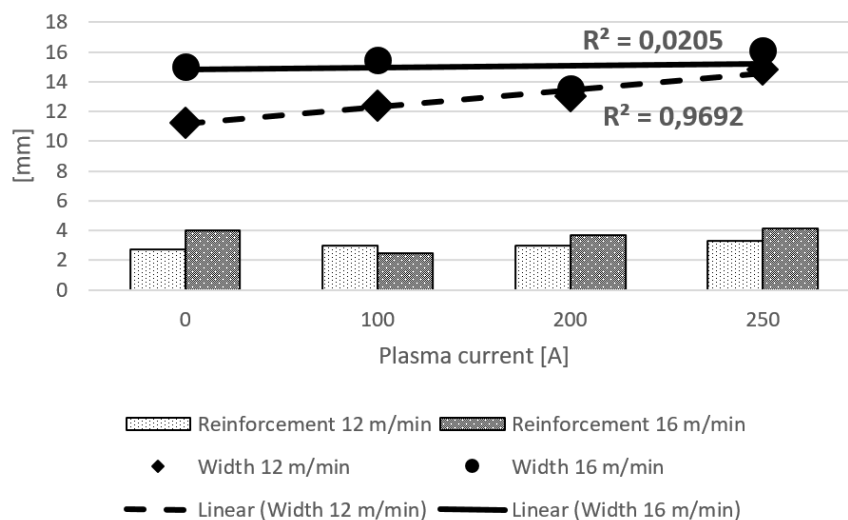 18
16
14
12
10
8
6
4
2
0
[mm]
R² = 0,0205
R² = 0,9692
0 100 200 250
Plasma current [A]
Reinforcement 12 m/min Reinforcement 16 m/min
Width 12 m/min Width 16 m/min
Linear (Width 12 m/min) Linear (Width 16 m/min)